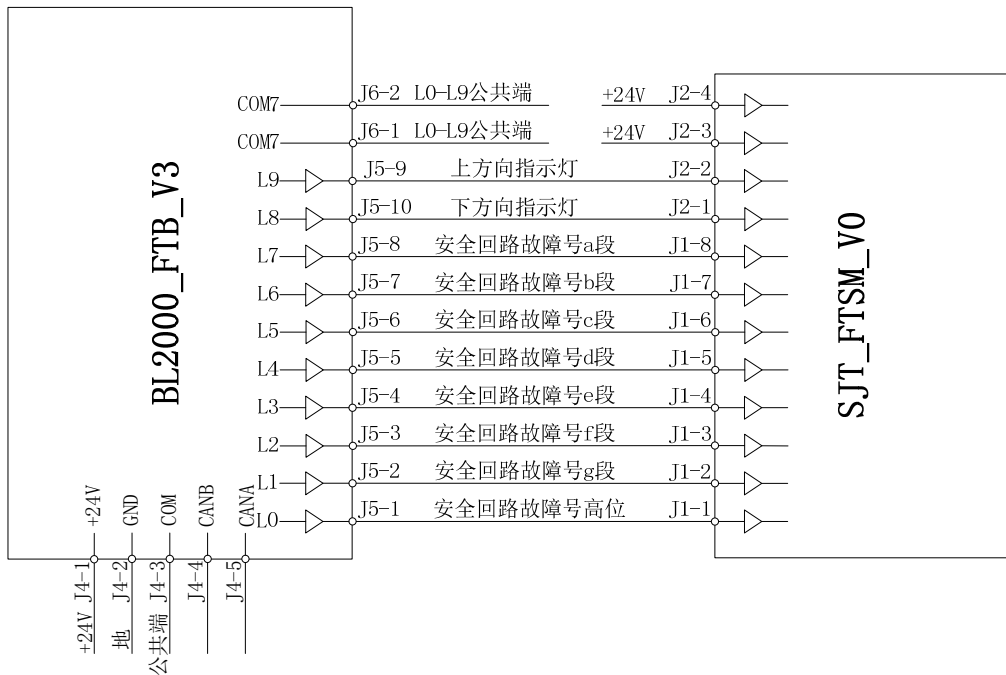 COM7 J6-2 L0-L9公共端 +24V J2-4
COM7 J6-1 L0-L9公共端 +24V J2-3
L9 J5-9 上方向指示灯 J2-2
L8 J5-10 下方向指示灯 J2-1
L7 J5-8 安全回路故障号a段 J1-8
L6 J5-7 安全回路故障号b段 J1-7
L5 J5-6 安全回路故障号c段 J1-6
L4 J5-5 安全回路故障号d段 J1-5
L3 J5-4 安全回路故障号e段 J1-4
L2 J5-3 安全回路故障号f段 J1-3
L1 J5-2 安全回路故障号g段 J1-2
L0 J5-1 安全回路故障号高位 J1-1
BL2000_FTB_V3
SJT_FTSM_V0
+24V
GND
COM
CANB
CANA
+24V J4-1
地 J4-2
公共端 J4-3
J4-4
J4-5